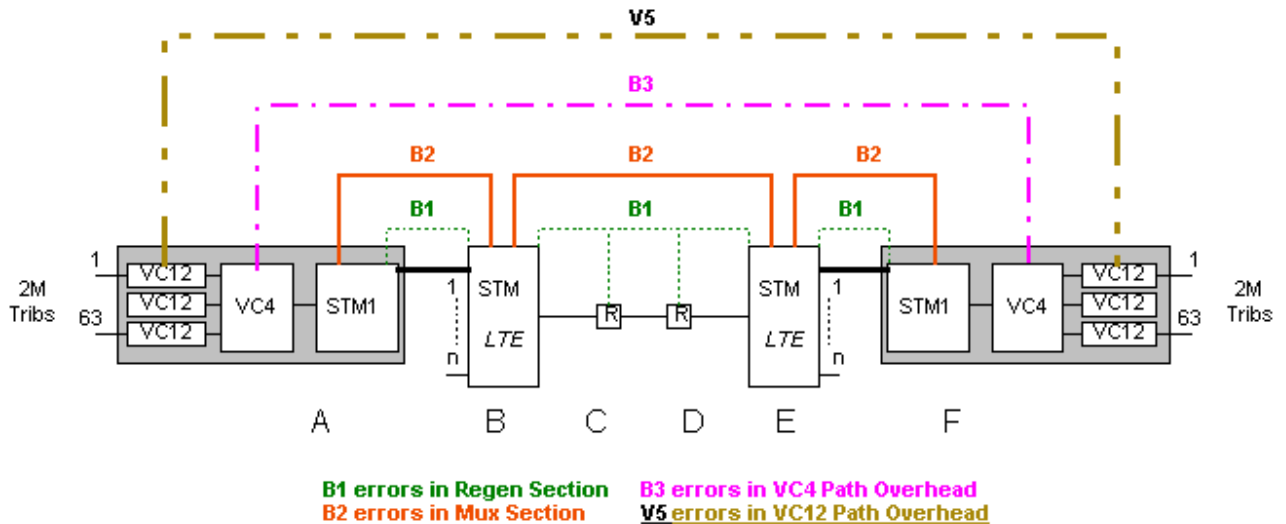 V5
B3
B2 B2 B2
B1 B1 B1
1 VC12 VC12 1
2M Tribs VC12 VC4 STM1 1 STM LTE R R STM LTE 1 STM1 VC4 VC12 2M Tribs
63 VC12 n n VC12 63
A B C D E F
B1 errors in Regen Section B3 errors in VC4 Path Overhead
B2 errors in Mux Section V5 errors in VC12 Path Overhead